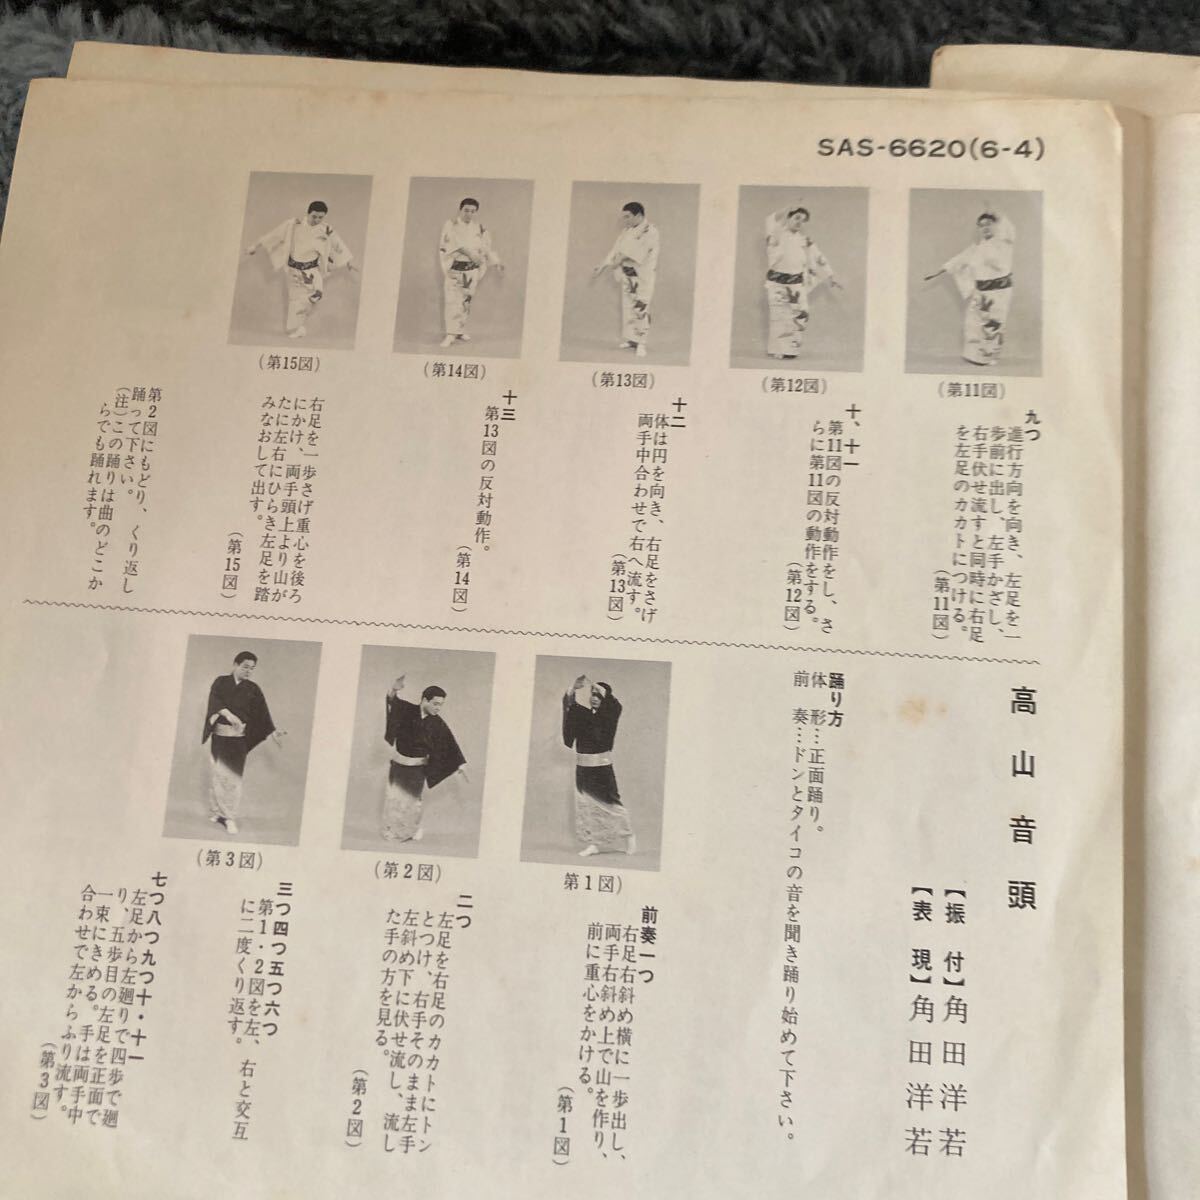 SAS-6620(6-4)
(第11図)
九つ
進行方向を向き、左足を一
歩前に出し、左手かざし、
右手伏せ流すと同時に右足
を左足のカカトにつける。
(第11図)
(第12図)
十、十一
第11図の反対動作をし、さ
らに第11図の動作をする。
(第12図)
(第13図)
十二
体は円を向き、右足をさげ
両手中合わせで右へ流す。
(第13図)
(第14図)
十三
第13図の反対動作。
(第14図)
(第15図)
右足を一歩さげ重心を後ろ
にかけ、両手頭上より山が
たに左右にひらき左足を踏
みなおして出す。
(第15図)
第2図にもどり、くり返し
踊って下さい。
(注)この踊りは曲のどこか
らでも踊れます。
高山音頭
【振付】角田洋若
【表現】角田洋若
踊り方
体形…正面踊り。
前奏…ドンとタイコの音を聞き踊り始めて下さい。
(第1図)
前奏一つ
右足右斜め横に一歩出し、
両手右斜め上で山を作り、
前に重心をかける。
(第1図)
(第2図)
二つ
左足を右足のカカトにトン
とつけ、右手そのまま左手
左斜め下に伏せ流し、流し
た手の方を見る。
(第2図)
(第3図)
三つ四つ五つ六つ
第1・2図を左、右と交互
に二度くり返す。
七つ八つ九つ十・十一
左足から左廻りで四歩で廻
り、五歩目の左足を正面で
一束にきめる。手は両手中
合わせで左からふり流す。
(第3図)